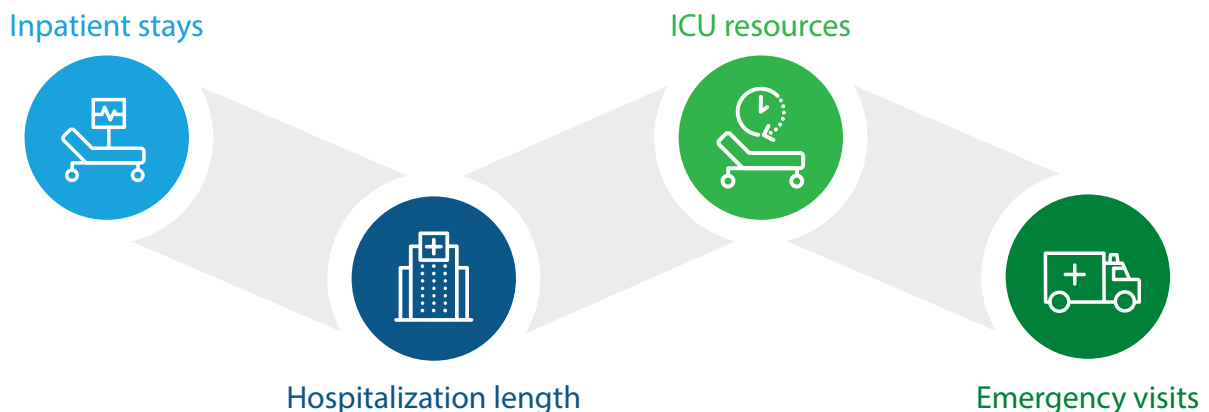 Inpatient stays
ICU resources
Hospitalization length
Emergency visits